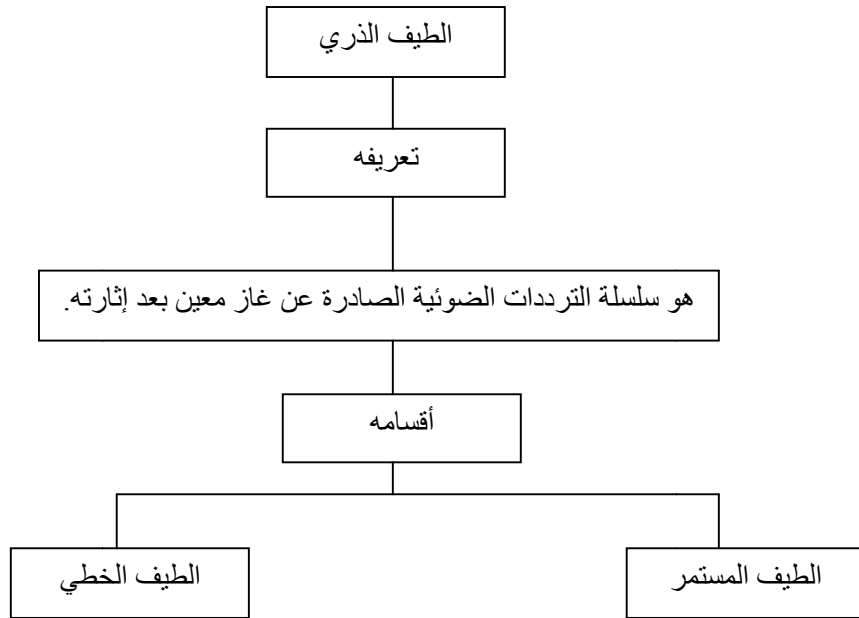 الطيف الذري
تعريفه
هو سلسلة الترددات الضوئية الصادرة عن غاز معين بعد إثارته.
أقسامه
الطيف المستمر
الطيف الخطي